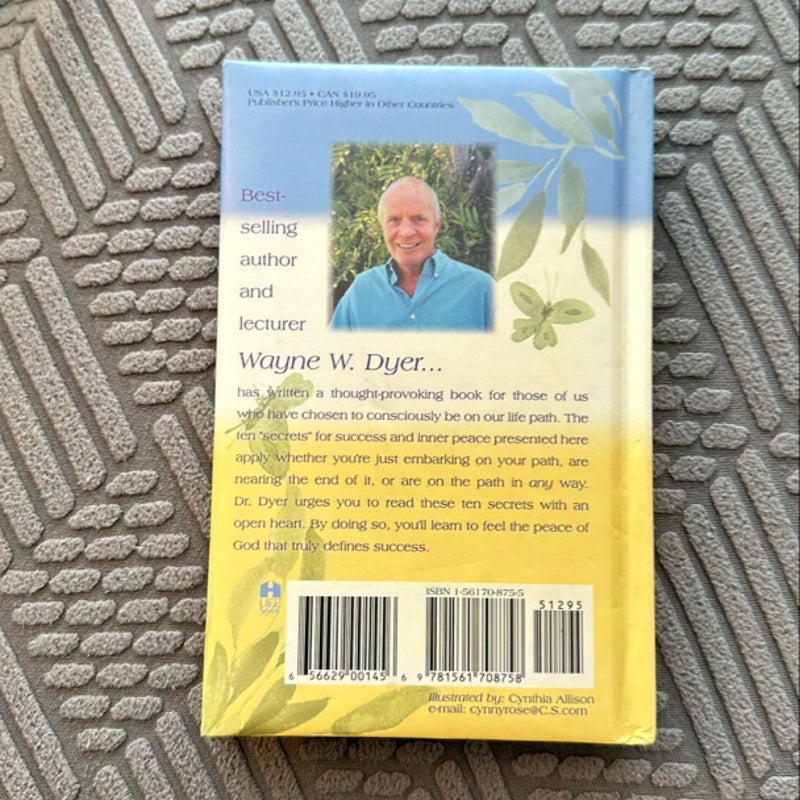 USA $12.95 • CAN $19.95
Publisher's Price Higher in Other Countries
Best-
selling
author
and
lecturer
Wayne W. Dyer...
has written a thought-provoking book for those of us
who have chosen to consciously be on our life path. The
ten "secrets" for success and inner peace presented here
apply whether you're just embarking on your path, are
nearing the end of it, or are on the path in any way.
Dr. Dyer urges you to read these ten secrets with an
open heart. By doing so, you'll learn to feel the peace of
God that truly defines success.
ISBN 1-56170-875-5
51295
6 56629 00145 6
9 781561 708758
Illustrated by: Cynthia Allison
e-mail: cynnyrose@C.S.com